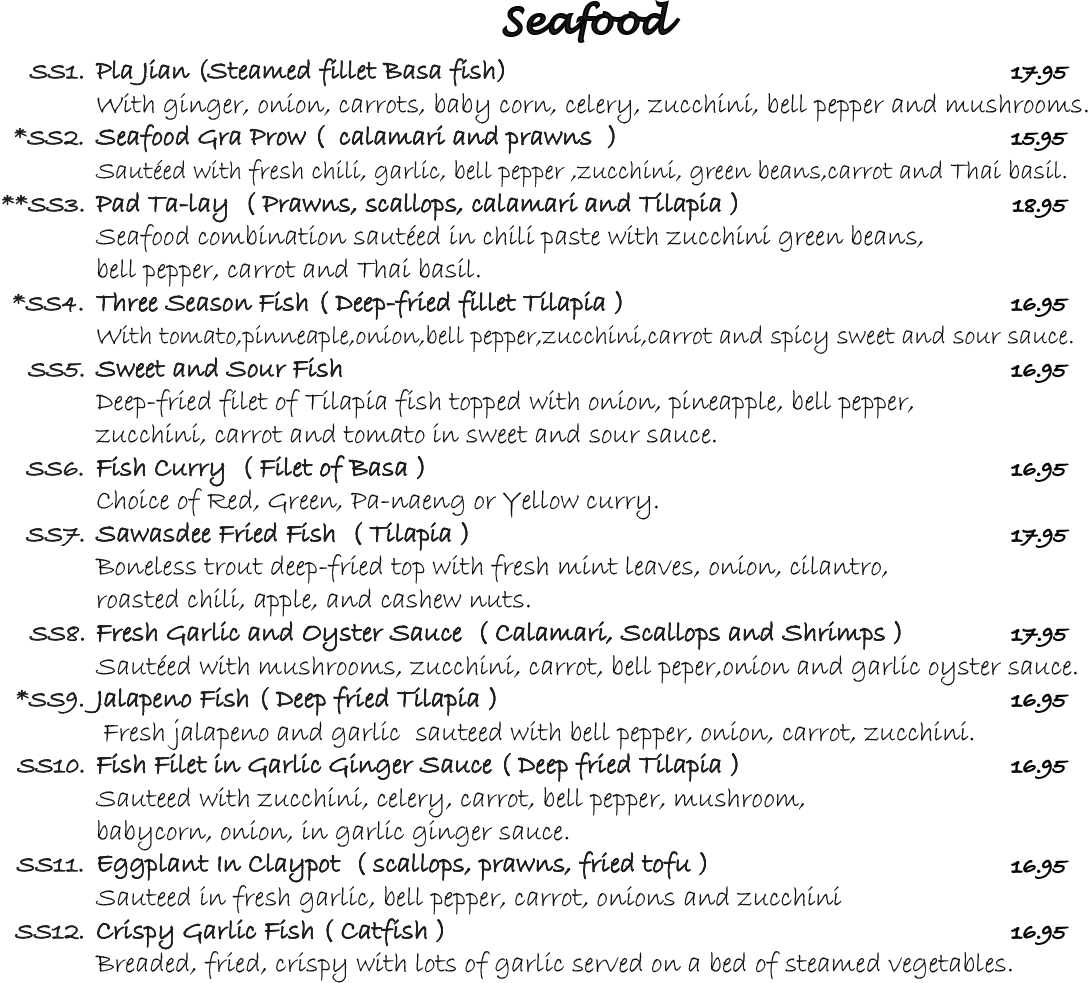 Seafood
SS1. Pla Jian (Steamed fillet Basa fish) 17.95
With ginger, onion, carrots, baby corn, celery, zucchini, bell pepper and mushrooms.
*SS2. Seafood Gra Prow ( calamari and prawns ) 15.95
Sautéed with fresh chili, garlic, bell pepper ,zucchini, green beans,carrot and Thai basil.
**SS3. Pad Ta-lay ( Prawns, scallops, calamari and Tilapia ) 18.95
Seafood combination sautéed in chili paste with zucchini green beans,
bell pepper, carrot and Thai basil.
*SS4. Three Season Fish ( Deep-fried fillet Tilapia ) 16.95
With tomato,pinneaple,onion,bell pepper,zucchini,carrot and spicy sweet and sour sauce.
SS5. Sweet and Sour Fish 16.95
Deep-fried filet of Tilapia fish topped with onion, pineapple, bell pepper,
zucchini, carrot and tomato in sweet and sour sauce.
SS6. Fish Curry ( Filet of Basa ) 16.95
Choice of Red, Green, Pa-naeng or Yellow curry.
SS7. Sawasdee Fried Fish ( Tilapia ) 17.95
Boneless trout deep-fried top with fresh mint leaves, onion, cilantro,
roasted chili, apple, and cashew nuts.
SS8. Fresh Garlic and Oyster Sauce ( Calamari, Scallops and Shrimps ) 17.95
Sautéed with mushrooms, zucchini, carrot, bell peper,onion and garlic oyster sauce.
*SS9. Jalapeno Fish ( Deep fried Tilapia ) 16.95
Fresh jalapeno and garlic sauteed with bell pepper, onion, carrot, zucchini.
SS10. Fish Filet in Garlic Ginger Sauce ( Deep fried Tilapia ) 16.95
Sauteed with zucchini, celery, carrot, bell pepper, mushroom,
babycorn, onion, in garlic ginger sauce.
SS11. Eggplant In Claypot ( scallops, prawns, fried tofu ) 16.95
Sauteed in fresh garlic, bell pepper, carrot, onions and zucchini
SS12. Crispy Garlic Fish ( Catfish ) 16.95
Breaded, fried, crispy with lots of garlic served on a bed of steamed vegetables.